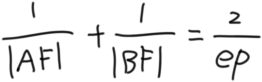 1/|AF| + 1/|BF| = 2/ep